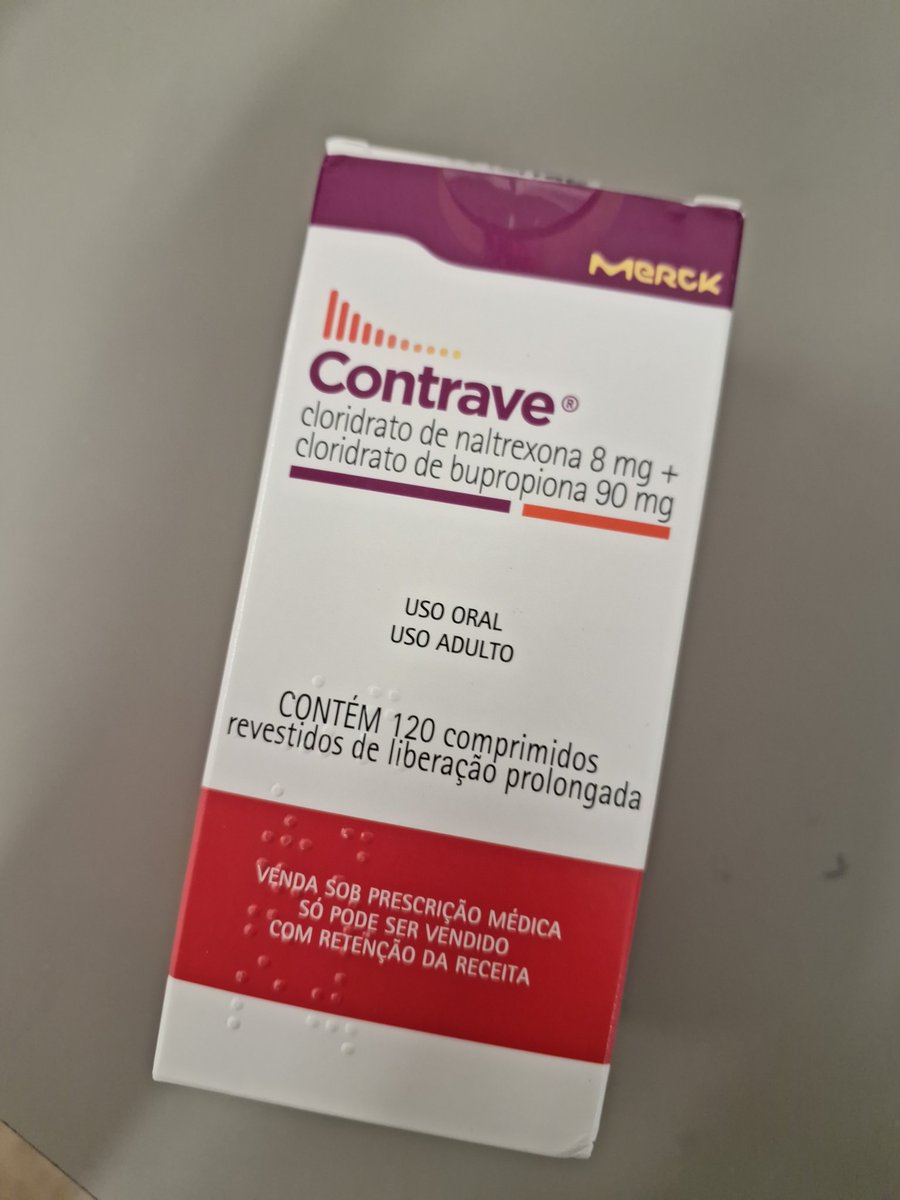 MERCK
Contrave®
cloridrato de naltrexona 8 mg +
cloridrato de bupropiona 90 mg
USO ORAL
USO ADULTO
CONTÉM 120 comprimidos
revestidos de liberação prolongada
VENDA SOB PRESCRIÇÃO MÉDICA
SÓ PODE SER VENDIDO
COM RETENÇÃO DA RECEITA